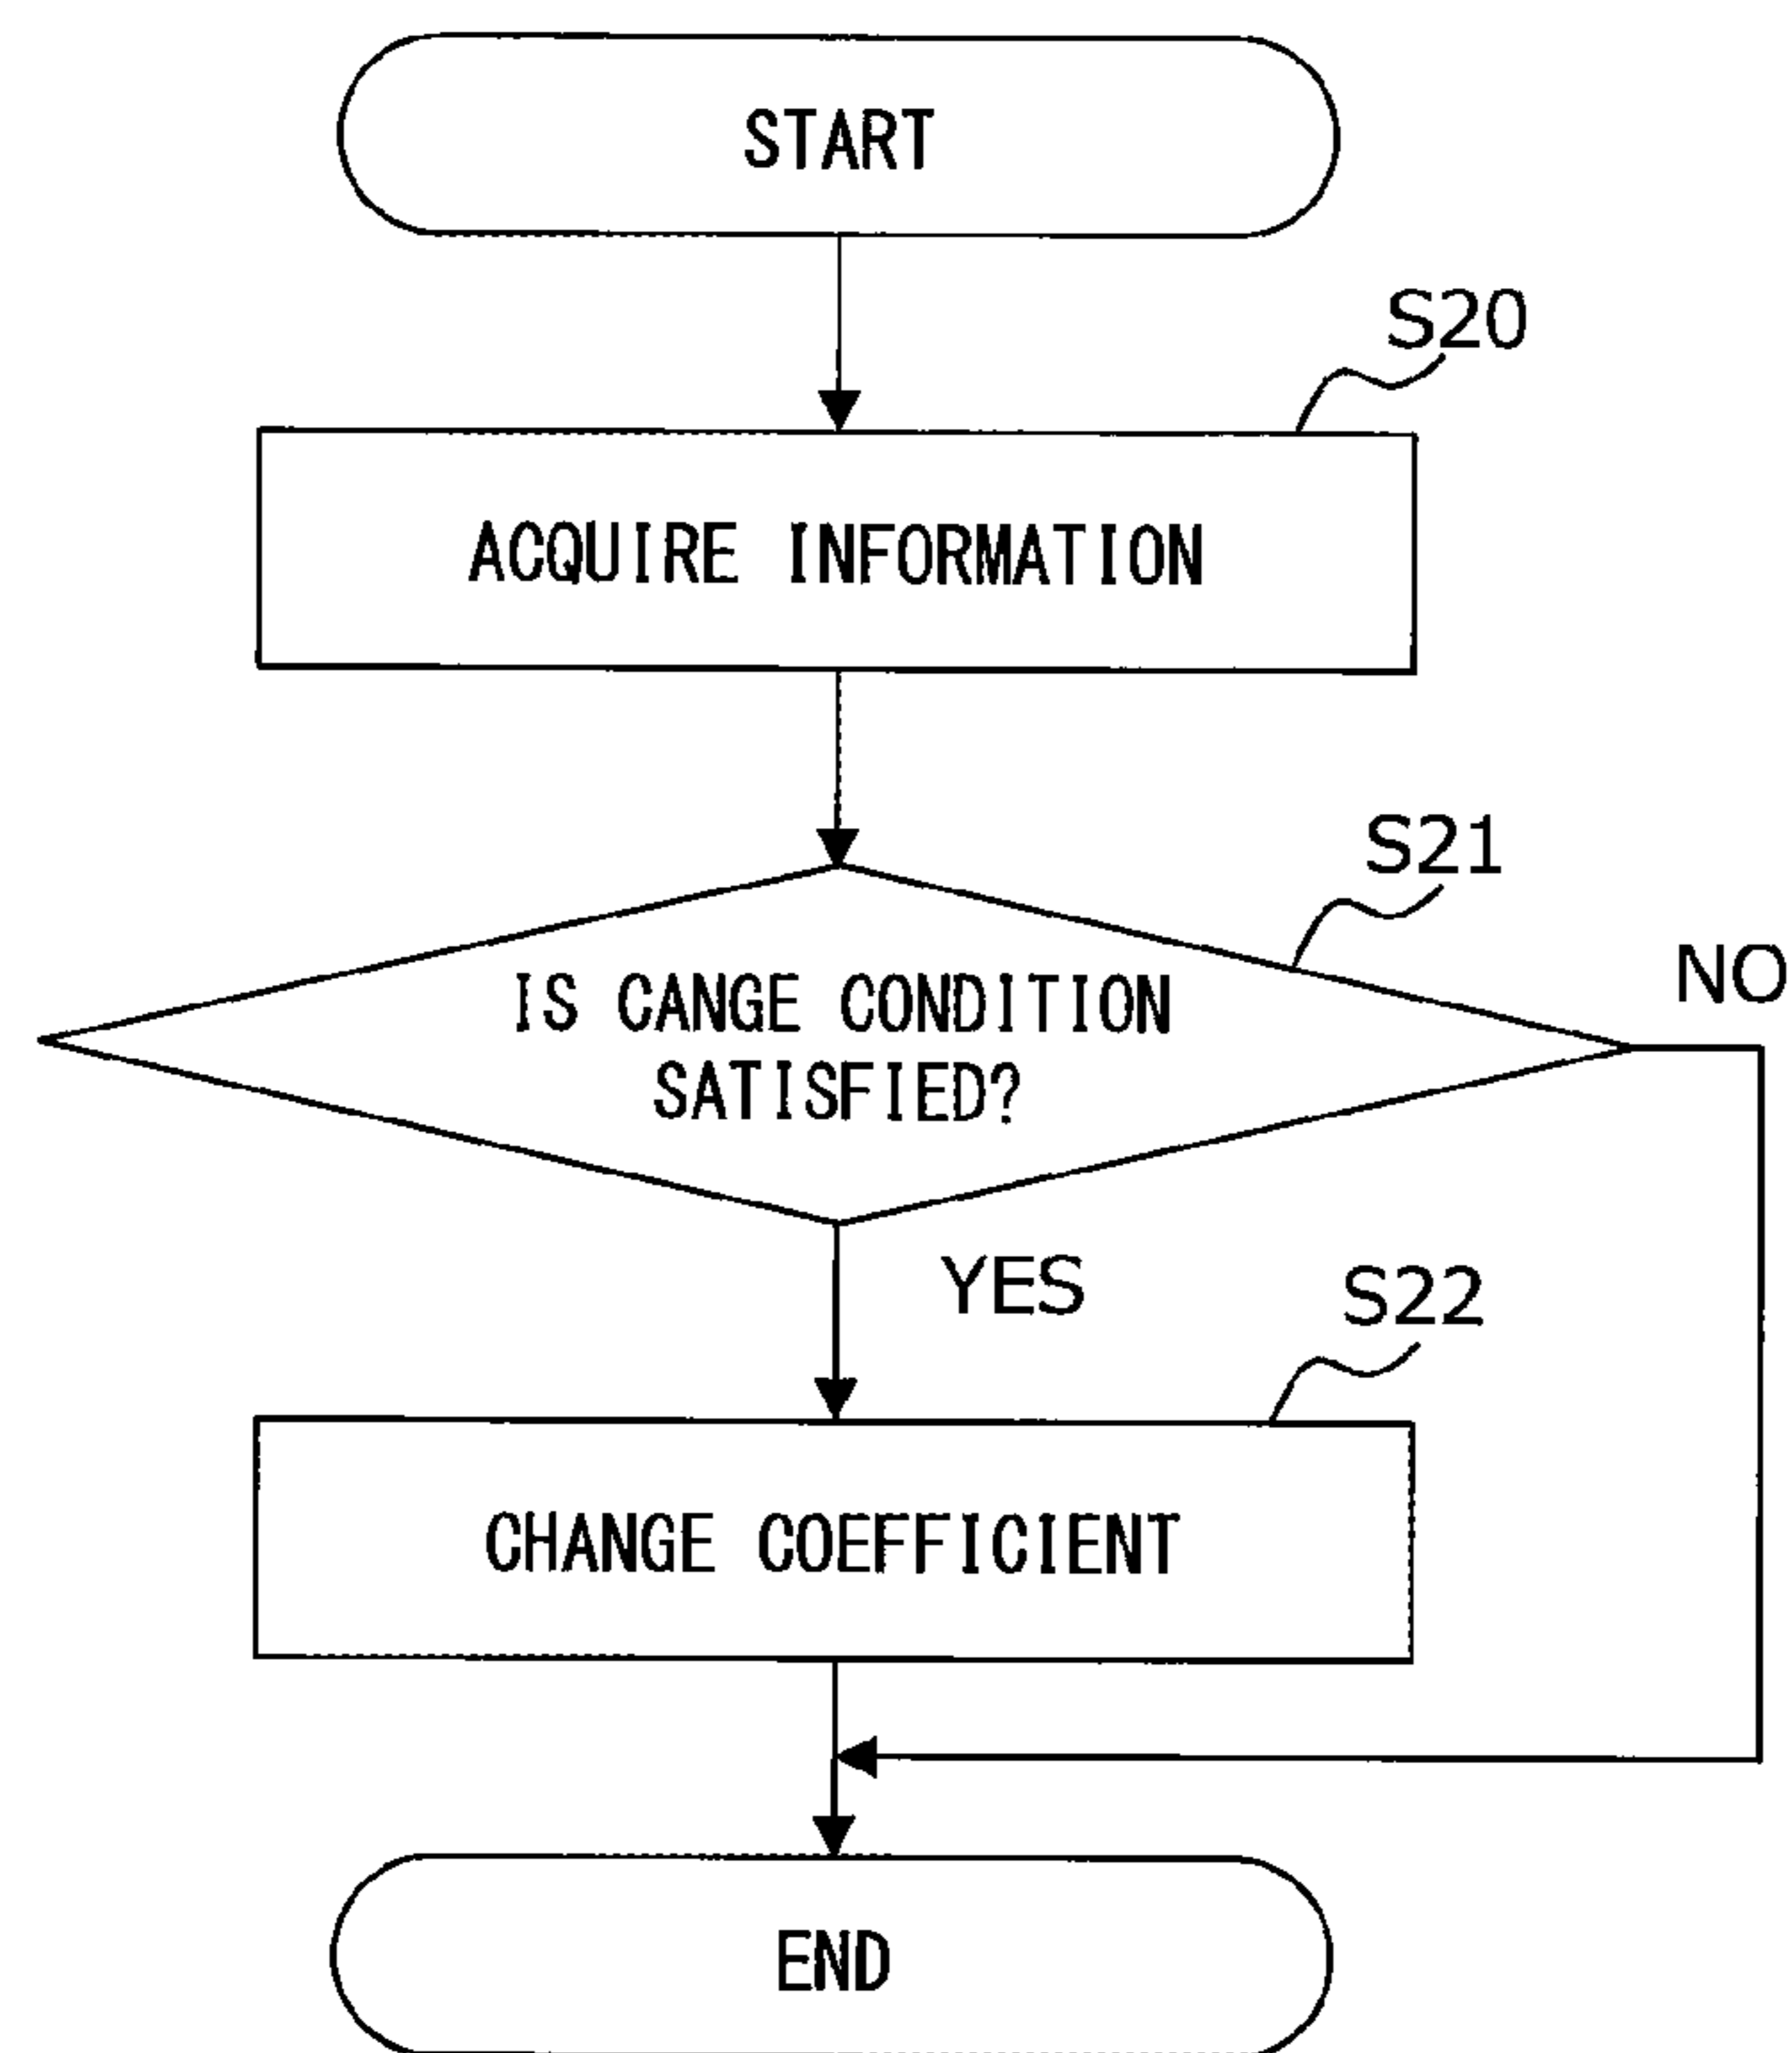 START
S20
ACQUIRE INFORMATION
S21
NO
IS CANGE CONDITION
SATISFIED?
YES
S22
CHANGE COEFFICIENT
END